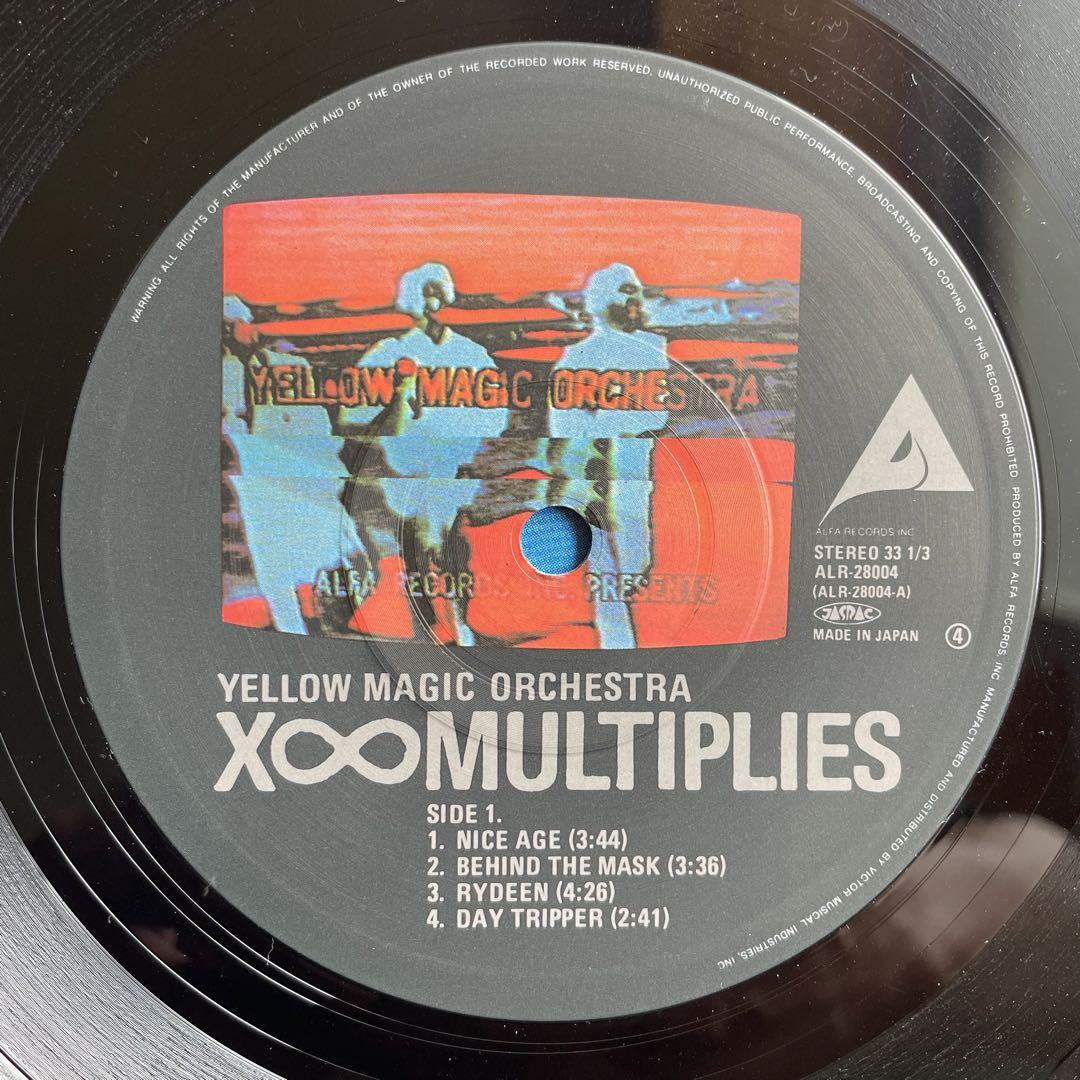 WARNING. ALL RIGHTS OF THE MANUFACTURER AND OF THE OWNER OF THE RECORDED WORK RESERVED. UNAUTHORIZED PUBLIC PERFORMANCE BROADCASTING AND COPYING OF THIS RECORD PROHIBITED. PRODUCED BY ALFA RECORDS, INC. MANUFACTURED AND DISTRIBUTED BY VICTOR MUSICAL INDUSTRIES, INC.
YELLOW MAGIC ORCHESTRA
ALFA RECORDS INC. PRESENTS
ALFA RECORDS INC
STEREO 33 1/3
ALR-28004
(ALR-28004-A)
JASRAC
MADE IN JAPAN ④
YELLOW MAGIC ORCHESTRA
X∞MULTIPLIES
SIDE 1.
1. NICE AGE (3:44)
2. BEHIND THE MASK (3:36)
3. RYDEEN (4:26)
4. DAY TRIPPER (2:41)